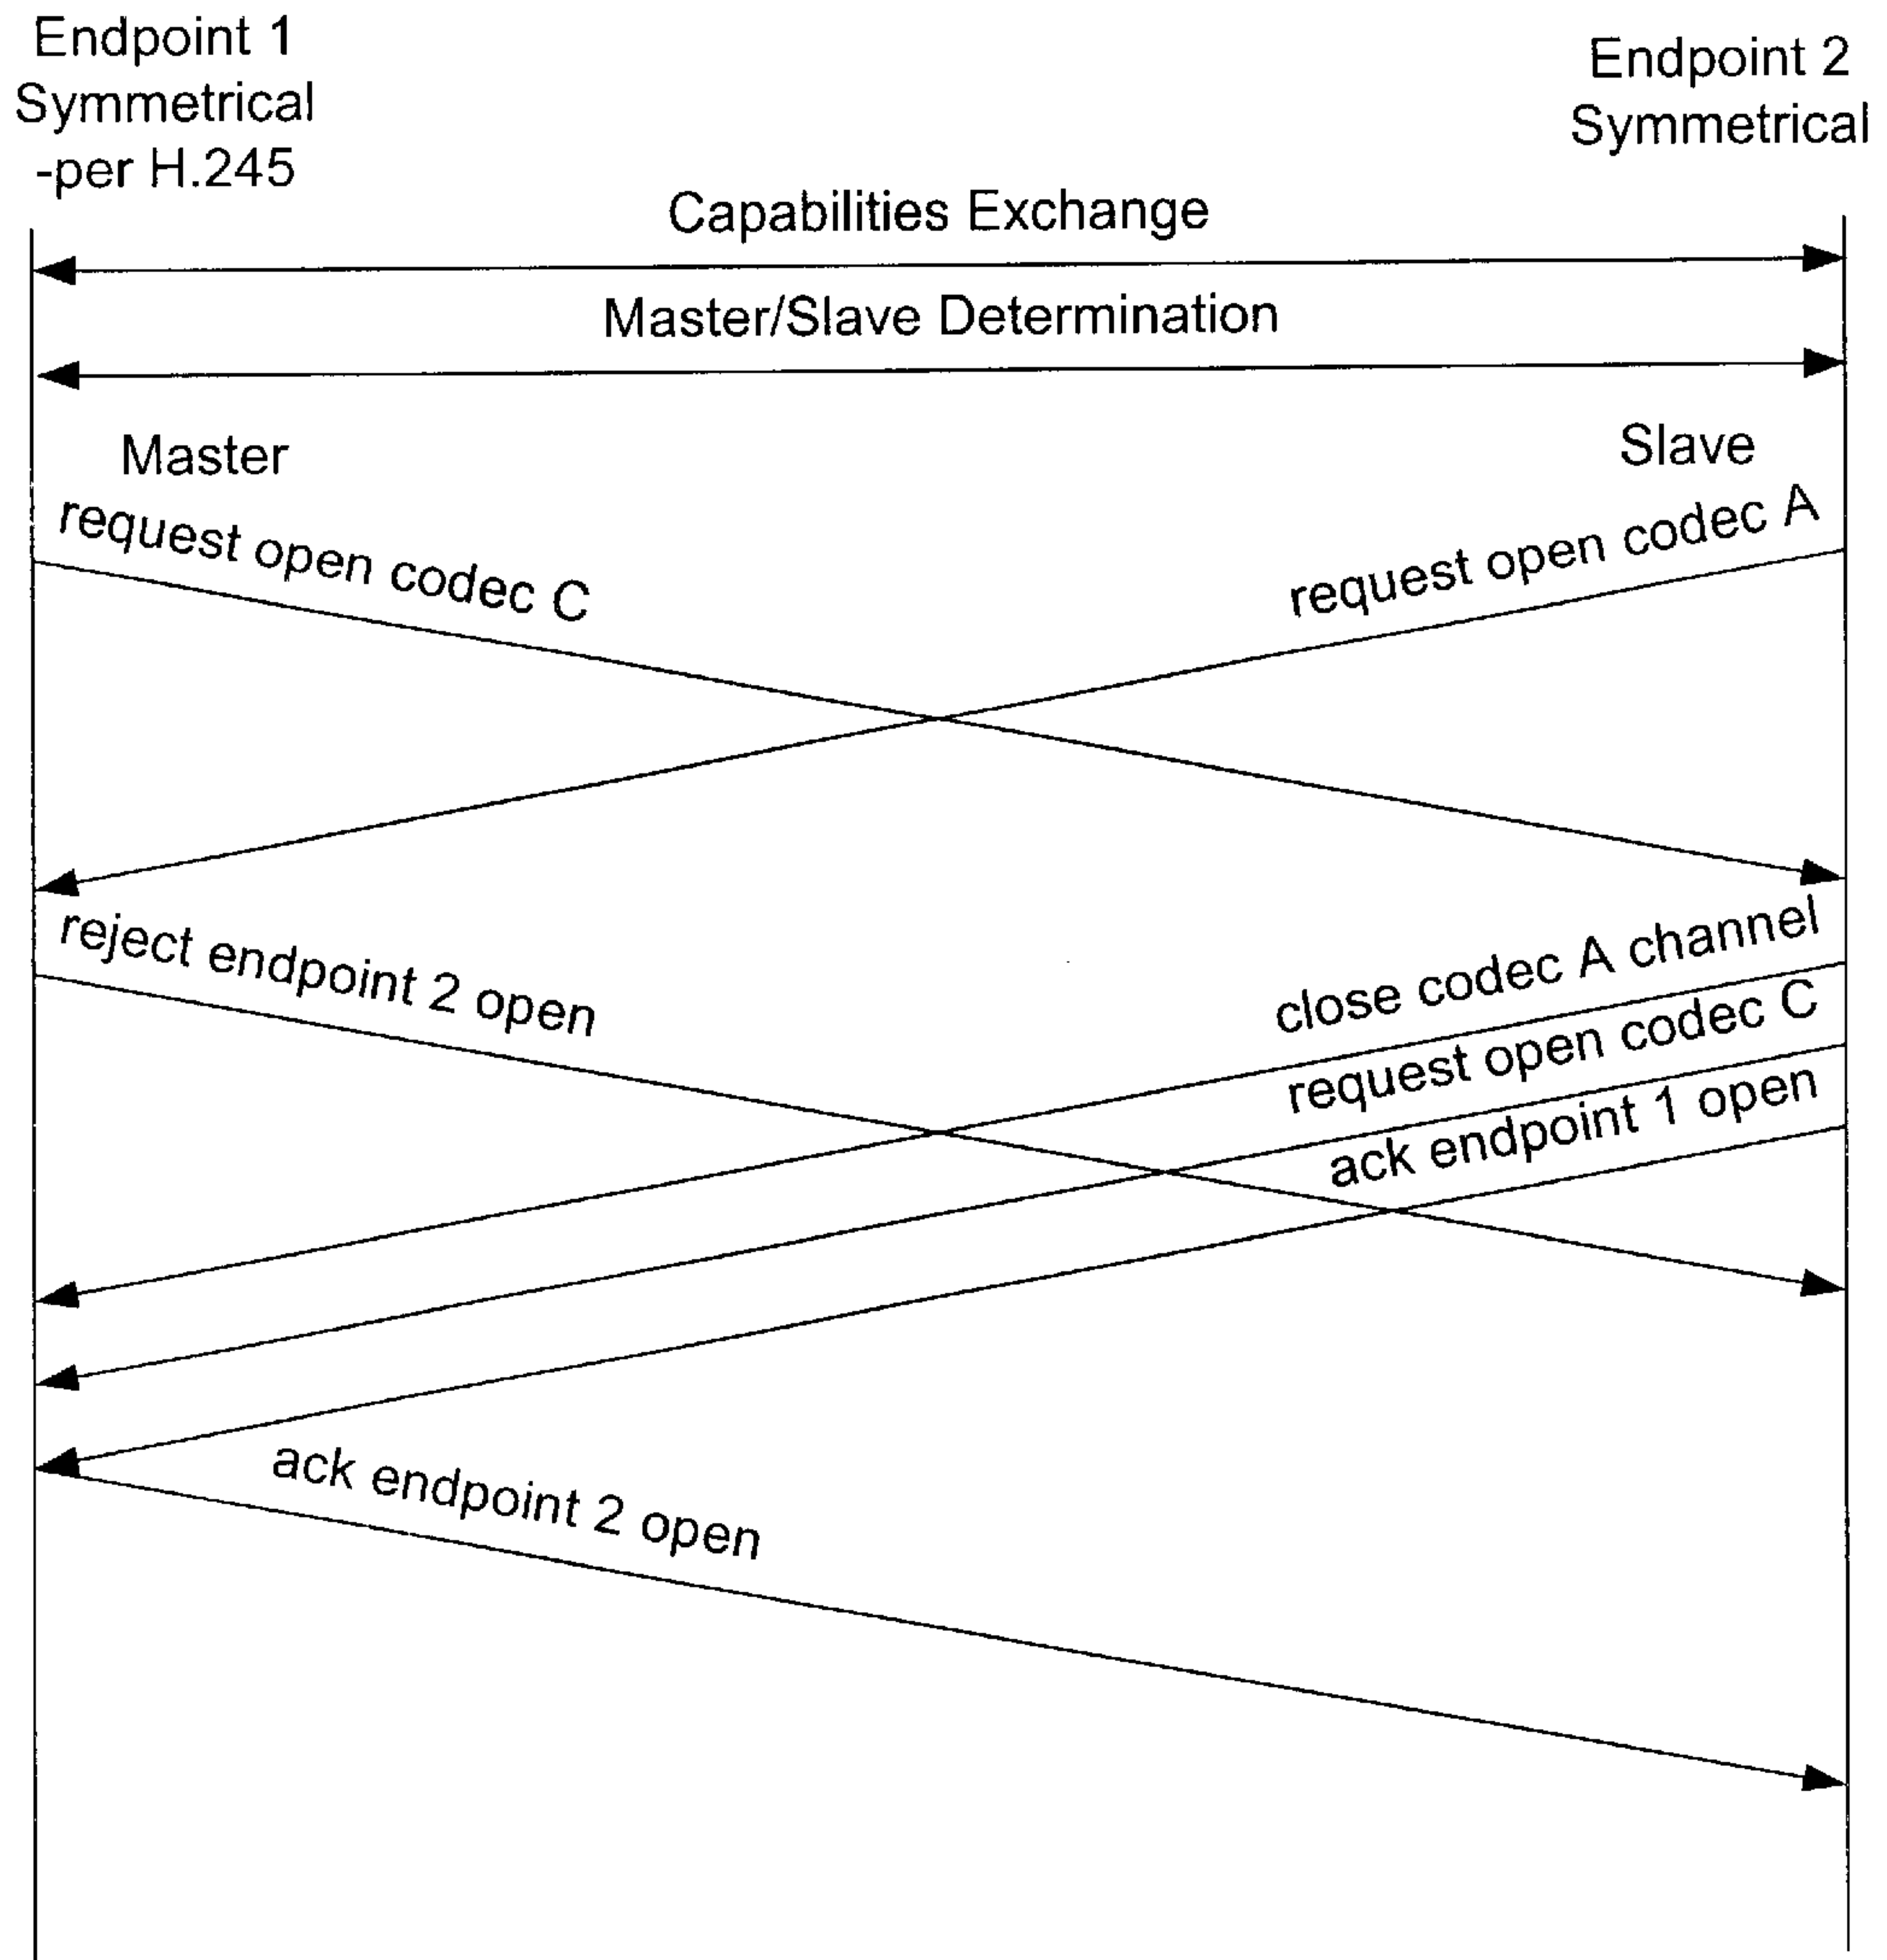 Endpoint 1
Symmetrical
-per H.245
Endpoint 2
Symmetrical
Capabilities Exchange
Master/Slave Determination
Master
Slave
request open codec C
request open codec A
reject endpoint 2 open
close codec A channel
request open codec C
ack endpoint 1 open
ack endpoint 2 open